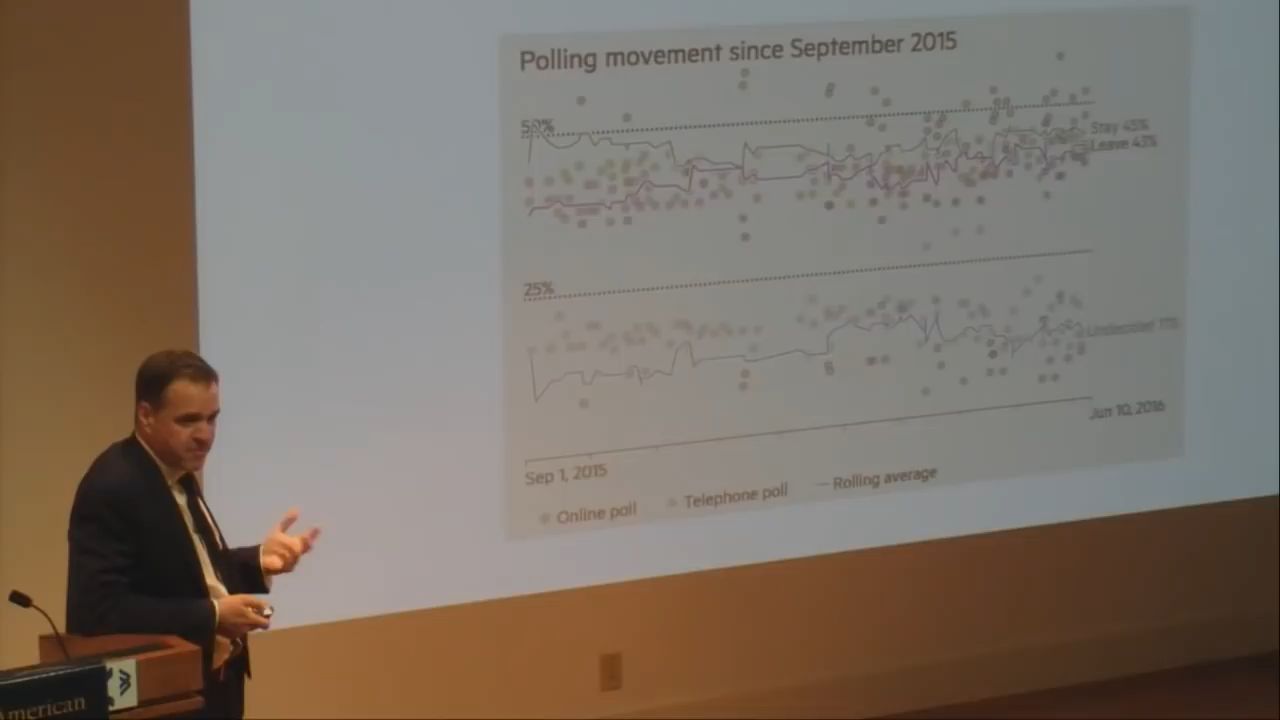 Polling movement since September 2015
50%
Stay 45%
Leave 43%
25%
Undecided 11%
Jun 10, 2016
Sep 1, 2015
Online poll
Telephone poll
Rolling average
American